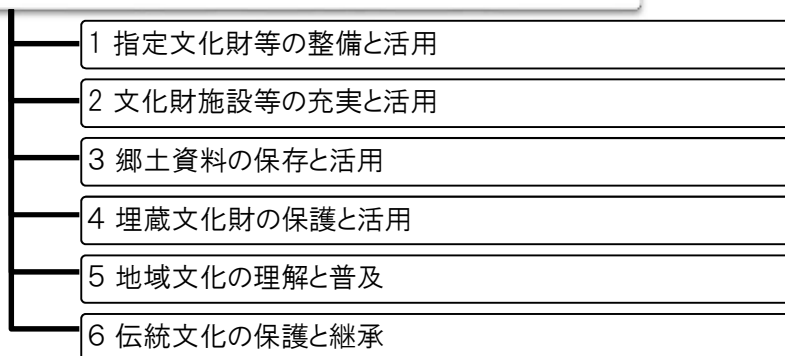 1 指定文化財等の整備と活用
2 文化財施設等の充実と活用
3 郷土資料の保存と活用
4 埋蔵文化財の保護と活用
5 地域文化の理解と普及
6 伝統文化の保護と継承